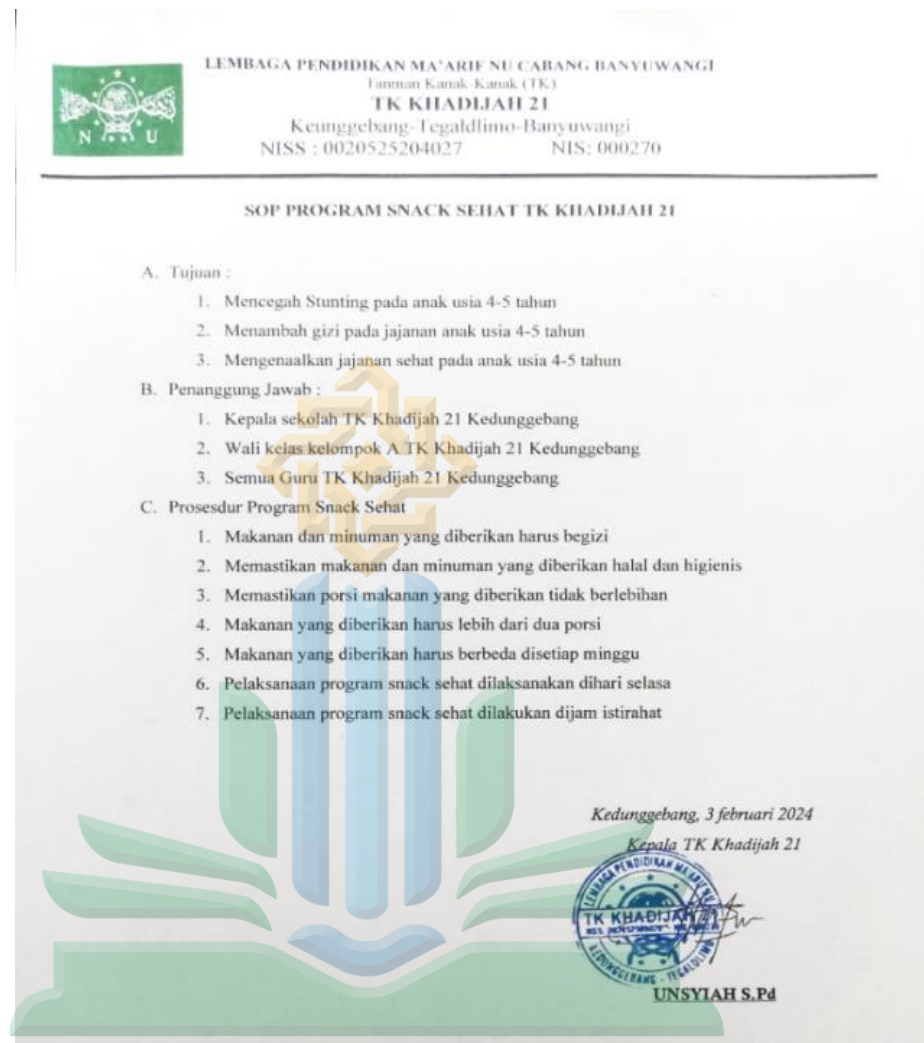 LEMBAGA PENDIDIKAN MA'ARIF NU CABANG BANYUWANGI
Tamman Kanak-Kanak (TK)
TK KHADIJAH 21
Keunggebang-Tegaldlimo-Banyuwangi
NISS : 0020525204027 NIS: 000270
N U
SOP PROGRAM SNACK SEHAT TK KHADIJAH 21
A. Tujuan :
1. Mencegah Stunting pada anak usia 4-5 tahun
2. Menambah gizi pada jajanan anak usia 4-5 tahun
3. Mengenaalkan jajanan sehat pada anak usia 4-5 tahun
B. Penanggung Jawab :
1. Kepala sekolah TK Khadijah 21 Kedunggebang
2. Wali kelas kelompok A TK Khadijah 21 Kedunggebang
3. Semua Guru TK Khadijah 21 Kedunggebang
C. Prosesdur Program Snack Sehat
1. Makanan dan minuman yang diberikan harus begizi
2. Memastikan makanan dan minuman yang diberikan halal dan higienis
3. Memastikan porsi makanan yang diberikan tidak berlebihan
4. Makanan yang diberikan harus lebih dari dua porsi
5. Makanan yang diberikan harus berbeda disetiap minggu
6. Pelaksanaan program snack sehat dilaksanakan dihari selasa
7. Pelaksanaan program snack sehat dilakukan dijam istirahat
Kedunggebang, 3 februari 2024
Kepala TK Khadijah 21
LEMBAGA PENDIDIKAN MA'ARIF NU
TK KHADIJAH
KEDUNGGEBANG - TEGALDLIMO
UNSYIAH S.Pd